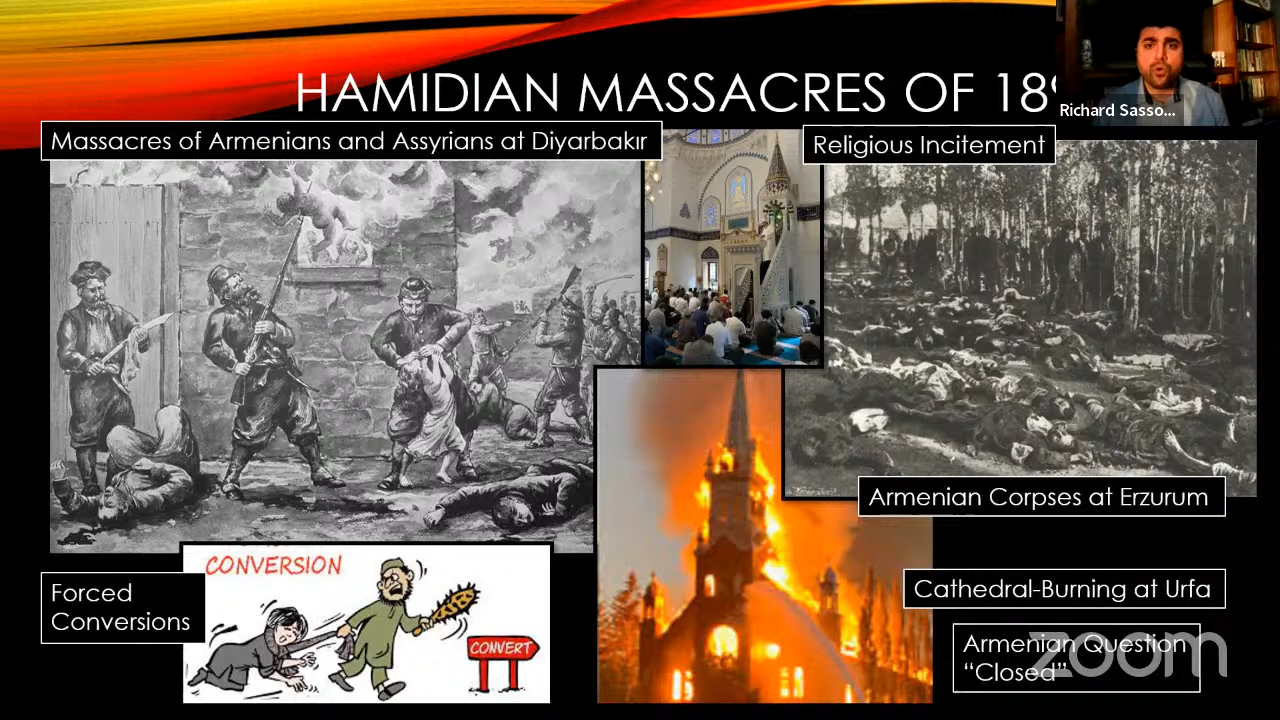 HAMIDIAN MASSACRES OF 189
Richard Sasso...
Massacres of Armenians and Assyrians at Diyarbakır
Religious Incitement
Armenian Corpses at Erzurum
CONVERSION
CONVERT
Forced
Conversions
Cathedral-Burning at Urfa
Armenian Question
“Closed”
zoom